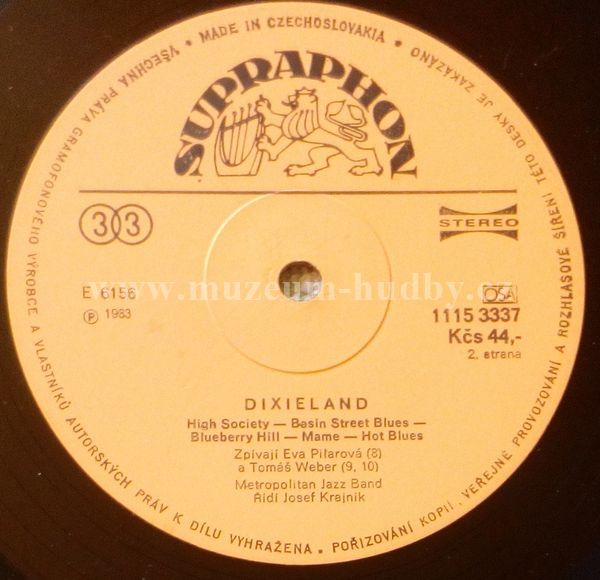 VŠECHNA PRÁVA GRAMOFONOVÉHO VÝROBCE A VLASTNÍKŮ AUTORSKÝCH PRÁV K DÍLU VYHRAŽENA. POŘIZOVÁNÍ KOPIÍ, VEŘEJNÉ PROVOZOVÁNÍ A ROZHLASOVÉ ŠÍŘENÍ TÉTO DESKY JE ZAKÁZÁNO
• MADE IN CZECHOSLOVAKIA •
SUPRAPHON
33
STEREO
www.muzeum-hudby.cz
E 6156
OSA
℗ 1983
1115 3337
Kčs 44,-
2. strana
DIXIELAND
High Society — Basin Street Blues —
Blueberry Hill — Mame — Hot Blues
Zpívají Eva Pilarová (8)
a Tomáš Weber (9, 10)
Metropolitan Jazz Band
Řídí Josef Krajník